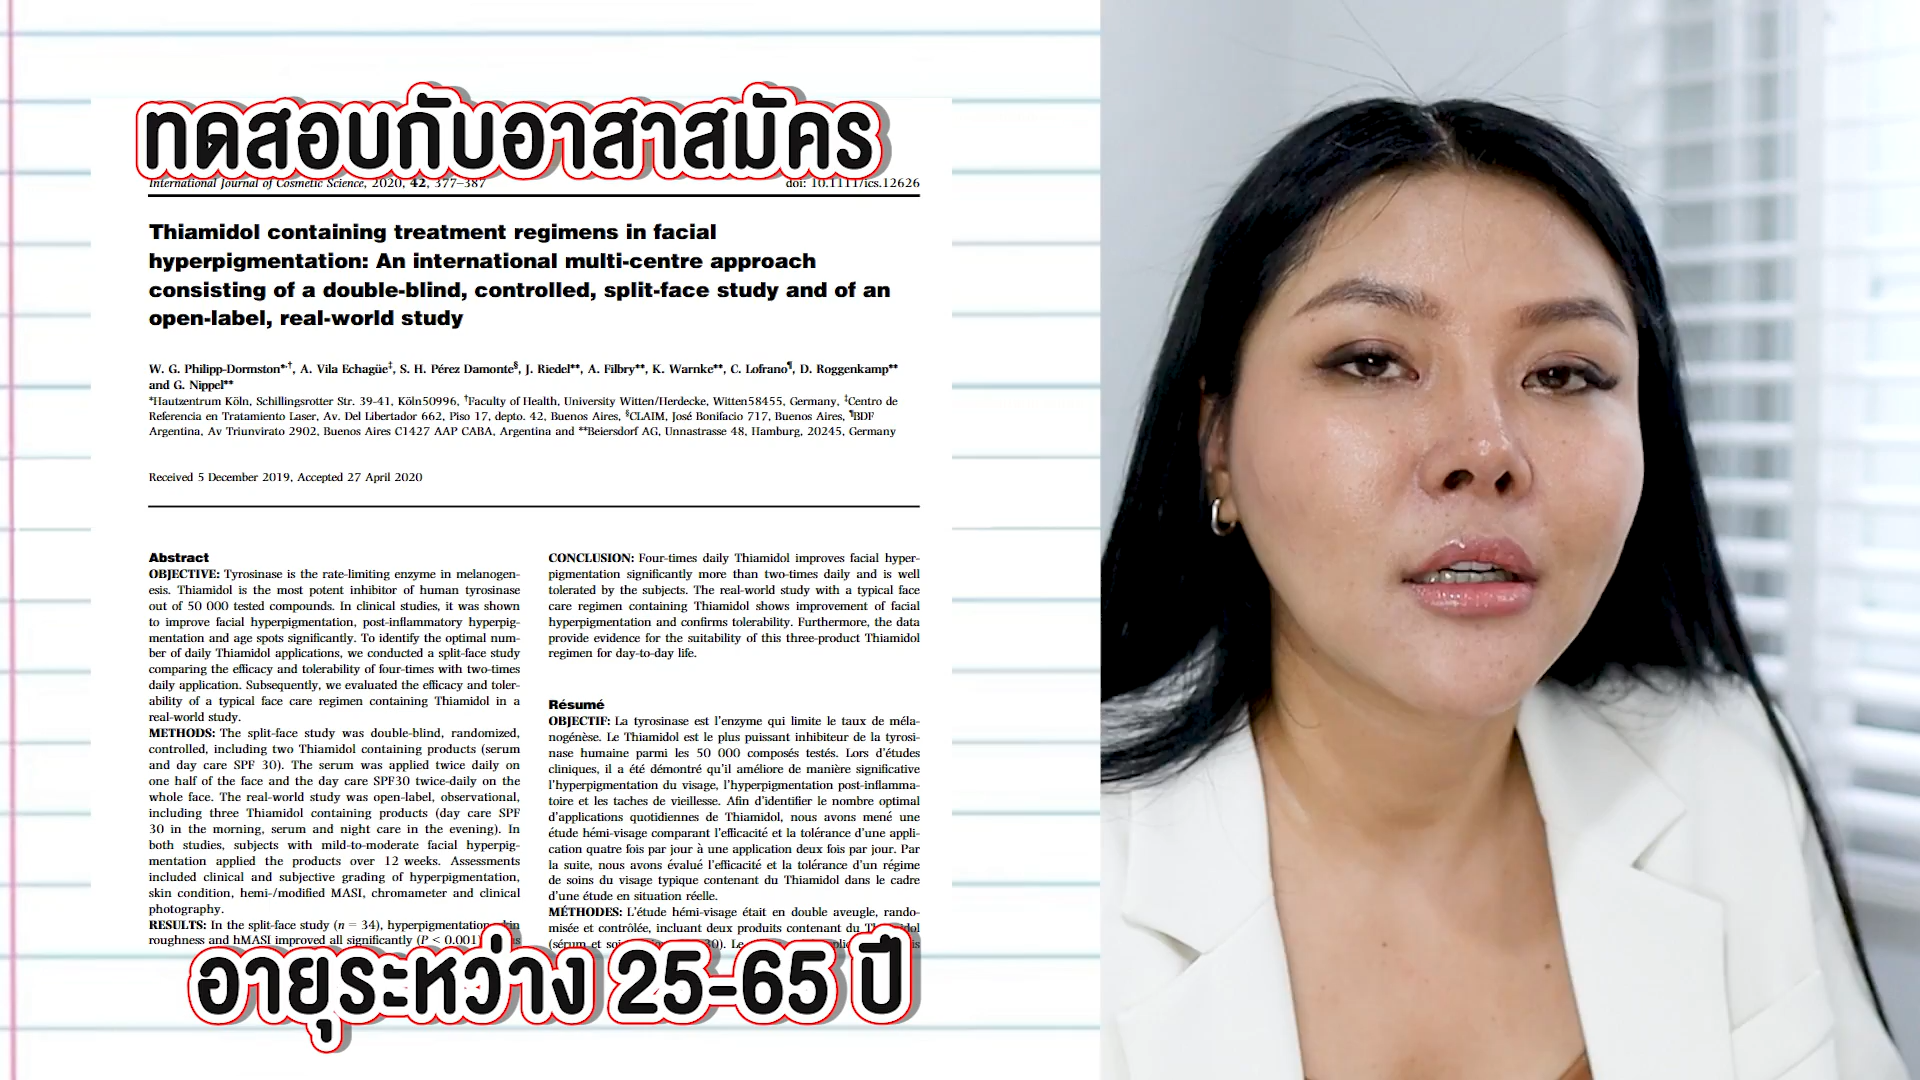 ทดสอบกับอาสาสมัคร
International Journal of Cosmetic Science, 2020, 42, 377–387
doi: 10.1111/ics.12626
Thiamidol containing treatment regimens in facial
hyperpigmentation: An international multi-centre approach
consisting of a double-blind, controlled, split-face study and of an
open-label, real-world study
W. G. Philipp-Dormston*,†, A. Vila Echagüe‡, S. H. Pérez Damonte§, J. Riedel**, A. Filbry**, K. Warnke**, C. Lofrano¶, D. Roggenkamp**
and G. Nippel**
*Hautzentrum Köln, Schillingsrotter Str. 39-41, Köln50996, †Faculty of Health, University Witten/Herdecke, Witten58455, Germany, ‡Centro de
Referencia en Tratamiento Laser, Av. Del Libertador 662, Piso 17, depto. 42, Buenos Aires, §CLAIM, José Bonifacio 717, Buenos Aires, ¶BDF
Argentina, Av Triunvirato 2902, Buenos Aires C1427 AAP CABA, Argentina and **Beiersdorf AG, Unnastrasse 48, Hamburg, 20245, Germany
Received 5 December 2019, Accepted 27 April 2020
Abstract
OBJECTIVE: Tyrosinase is the rate-limiting enzyme in melanogen-
esis. Thiamidol is the most potent inhibitor of human tyrosinase
out of 50 000 tested compounds. In clinical studies, it was shown
to improve facial hyperpigmentation, post-inflammatory hyperpig-
mentation and age spots significantly. To identify the optimal num-
ber of daily Thiamidol applications, we conducted a split-face study
comparing the efficacy and tolerability of four-times with two-times
daily application. Subsequently, we evaluated the efficacy and toler-
ability of a typical face care regimen containing Thiamidol in a
real-world study.
METHODS: The split-face study was double-blind, randomized,
controlled, including two Thiamidol containing products (serum
and day care SPF 30). The serum was applied twice daily on
one half of the face and the day care SPF30 twice-daily on the
whole face. The real-world study was open-label, observational,
including three Thiamidol containing products (day care SPF
30 in the morning, serum and night care in the evening). In
both studies, subjects with mild-to-moderate facial hyperpig-
mentation applied the products over 12 weeks. Assessments
included clinical and subjective grading of hyperpigmentation,
skin condition, hemi-/modified MASI, chromameter and clinical
photography.
RESULTS: In the split-face study (n = 34), hyperpigmentation, skin
roughness and hMASI improved all significantly (P < 0.001)
CONCLUSION: Four-times daily Thiamidol improves facial hyper-
pigmentation significantly more than two-times daily and is well
tolerated by the subjects. The real-world study with a typical face
care regimen containing Thiamidol shows improvement of facial
hyperpigmentation and confirms tolerability. Furthermore, the data
provide evidence for the suitability of this three-product Thiamidol
regimen for day-to-day life.
Résumé
OBJECTIF: La tyrosinase est l'enzyme qui limite le taux de méla-
nogénèse. Le Thiamidol est le plus puissant inhibiteur de la tyrosi-
nase humaine parmi les 50 000 composés testés. Lors d'études
cliniques, il a été démontré qu'il améliore de manière significative
l'hyperpigmentation du visage, l'hyperpigmentation post-inflamma-
toire et les taches de vieillesse. Afin d'identifier le nombre optimal
d'applications quotidiennes de Thiamidol, nous avons mené une
étude hémi-visage comparant l'efficacité et la tolérance d'une appli-
cation quatre fois par jour à une application deux fois par jour. Par
la suite, nous avons évalué l'efficacité et la tolérance d'un régime
de soins du visage typique contenant du Thiamidol dans le cadre
d'une étude en situation réelle.
MÉTHODES: L'étude hémi-visage était en double aveugle, rando-
misée et contrôlée, incluant deux produits contenant du Thiamidol
(sérum et 30). Le
อายุระหว่าง 25-65 ปี